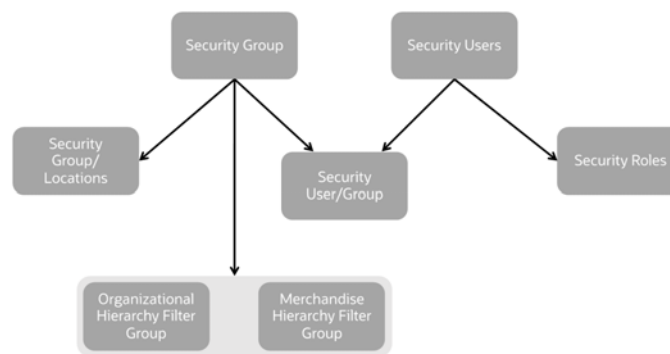 Security Group
Security Users
Security
Group/
Locations
Security
User/Group
Security Roles
Organizational
Hierarchy Filter
Group
Merchandise
Hierarchy Filter
Group